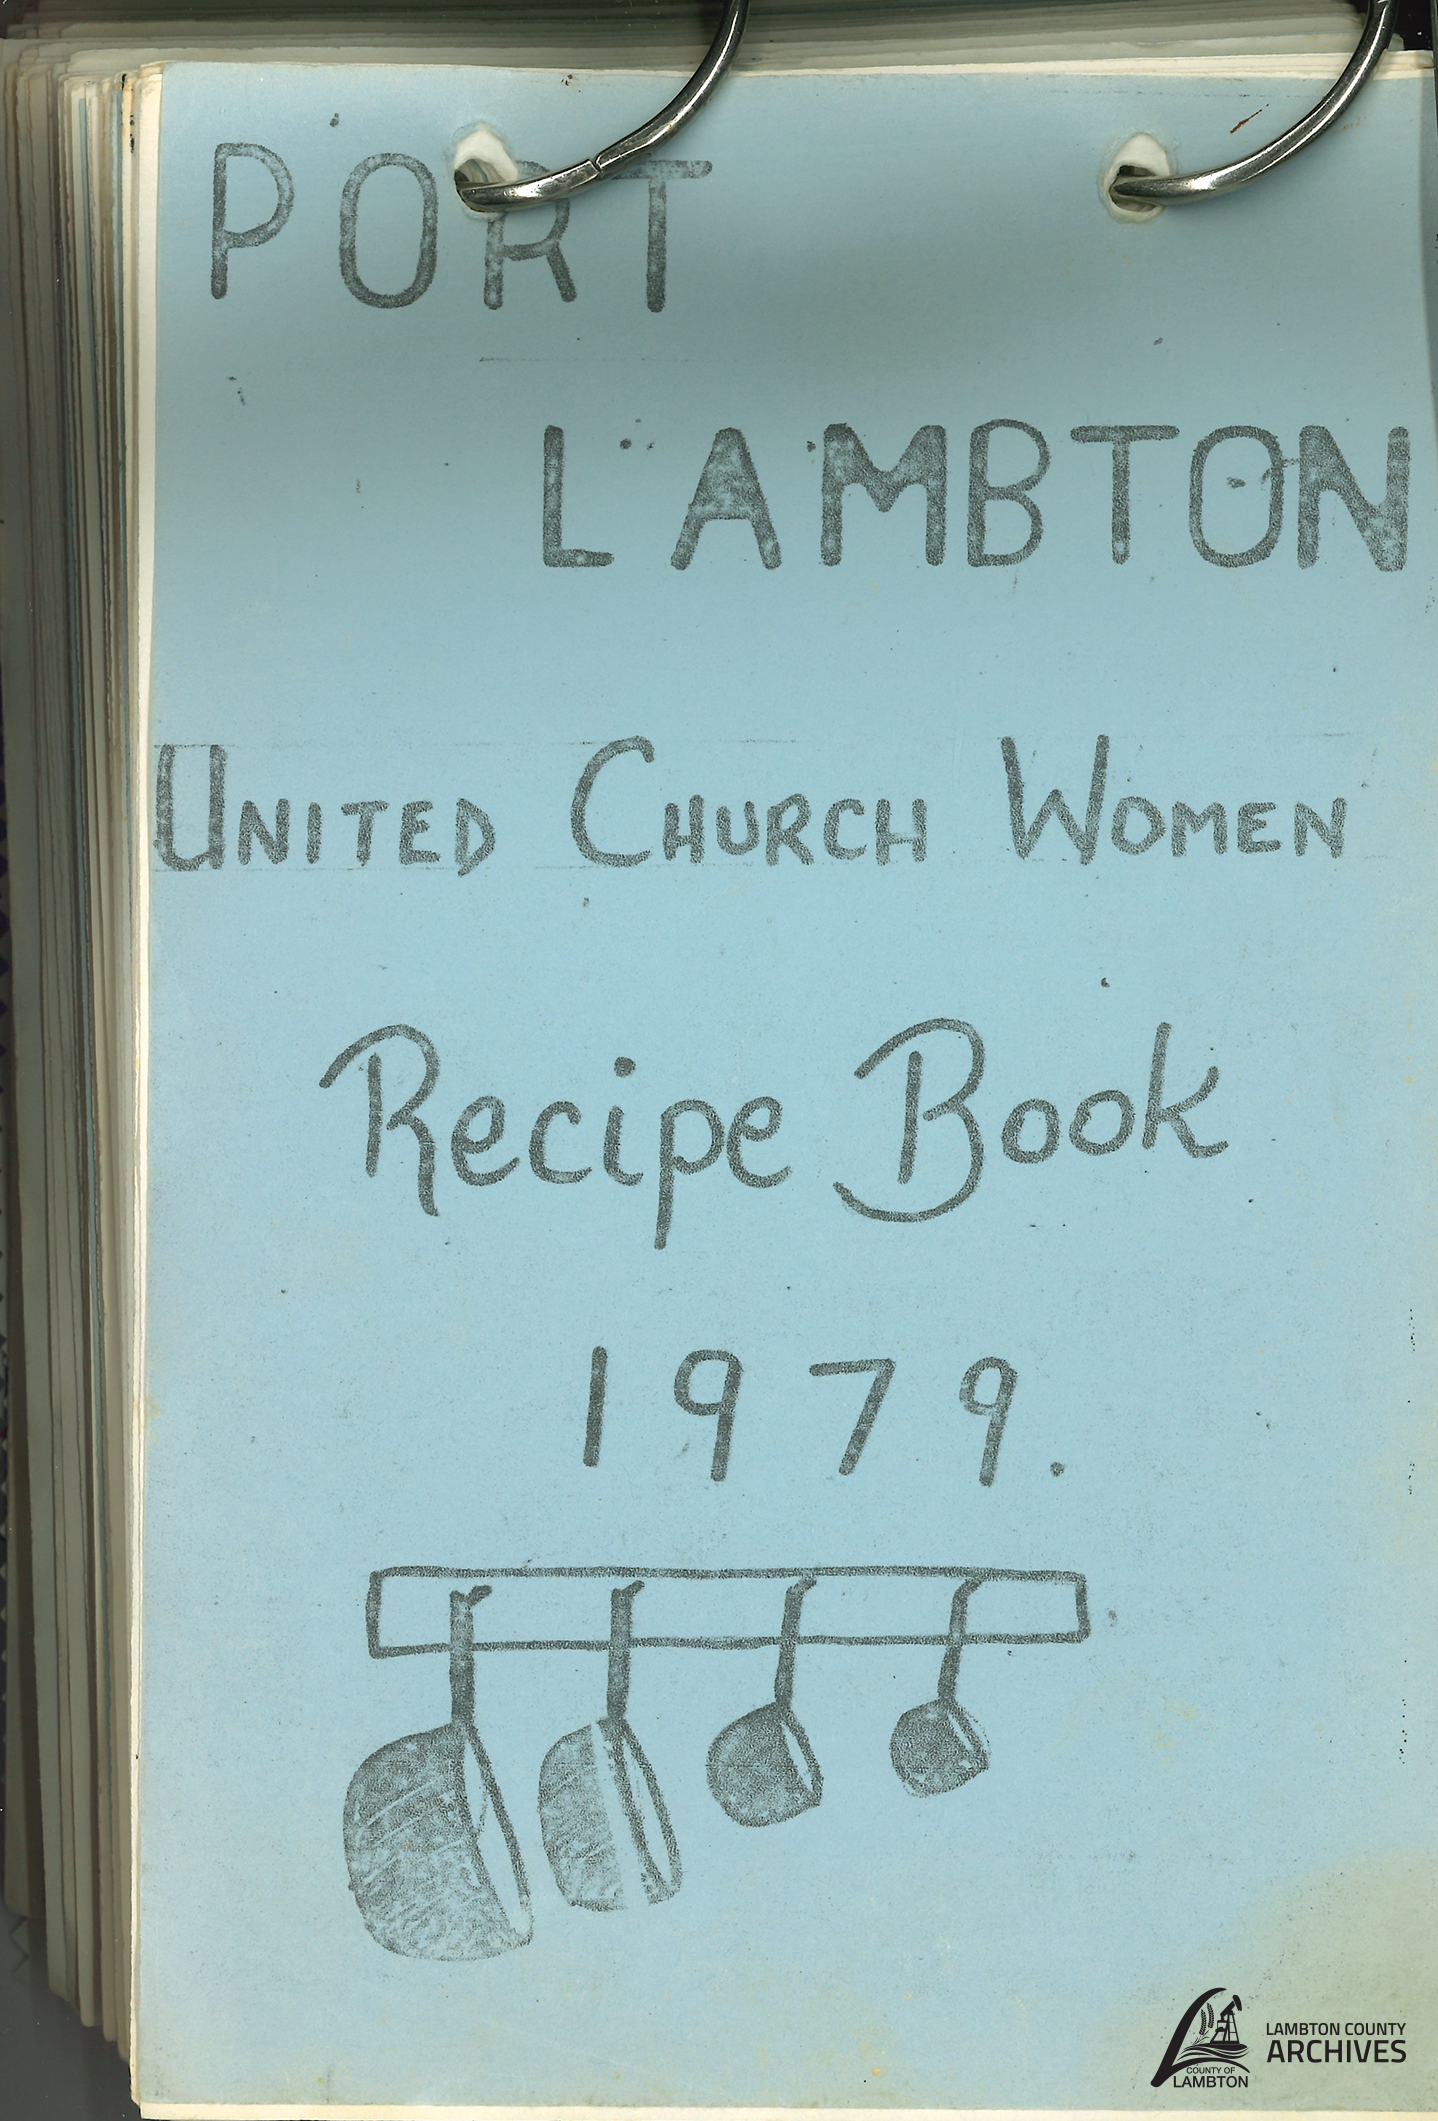 PORT
LAMBTON
UNITED CHURCH WOMEN
Recipe Book
1979.
LAMBTON COUNTY
ARCHIVES
COUNTY OF
LAMBTON